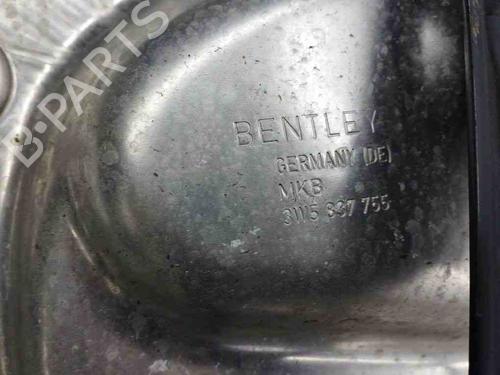 BENTLEY
GERMANY (DE)
MKB
3W5 837 755
B-PARTS